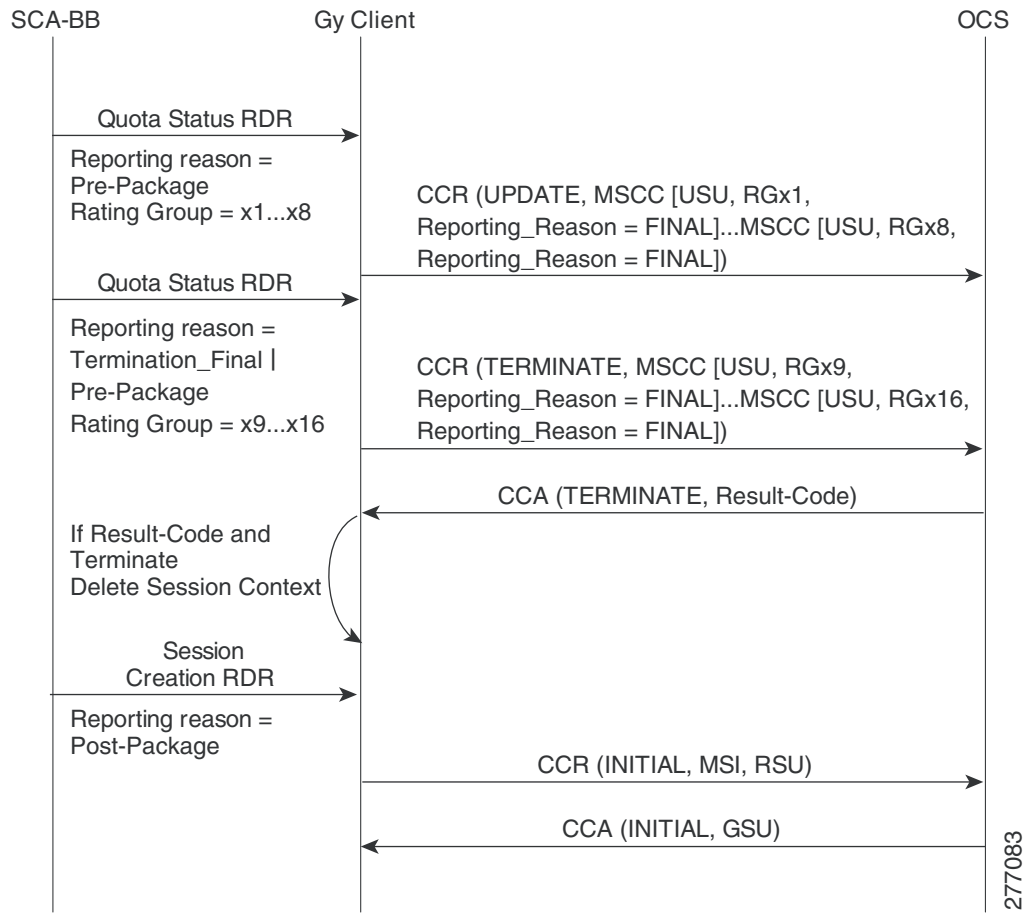 SCA-BB
Gy Client
OCS
Quota Status RDR
Reporting reason =
Pre-Package
Rating Group = x1...x8
CCR (UPDATE, MSCC [USU, RGx1,
Reporting_Reason = FINAL]...MSCC [USU, RGx8,
Reporting_Reason = FINAL])
Quota Status RDR
Reporting reason =
Termination_Final |
Pre-Package
Rating Group = x9...x16
CCR (TERMINATE, MSCC [USU, RGx9,
Reporting_Reason = FINAL]...MSCC [USU, RGx16,
Reporting_Reason = FINAL])
CCA (TERMINATE, Result-Code)
If Result-Code and
Terminate
Delete Session Context
Session
Creation RDR
Reporting reason =
Post-Package
CCR (INITIAL, MSI, RSU)
CCA (INITIAL, GSU)
277083